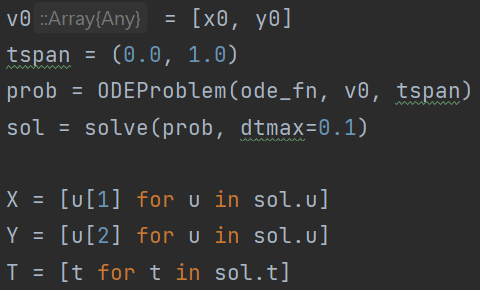 v0 ::Array{Any} = [x0, y0]
tspan = (0.0, 1.0)
prob = ODEProblem(ode_fn, v0, tspan)
sol = solve(prob, dtmax=0.1)
X = [u[1] for u in sol.u]
Y = [u[2] for u in sol.u]
T = [t for t in sol.t]